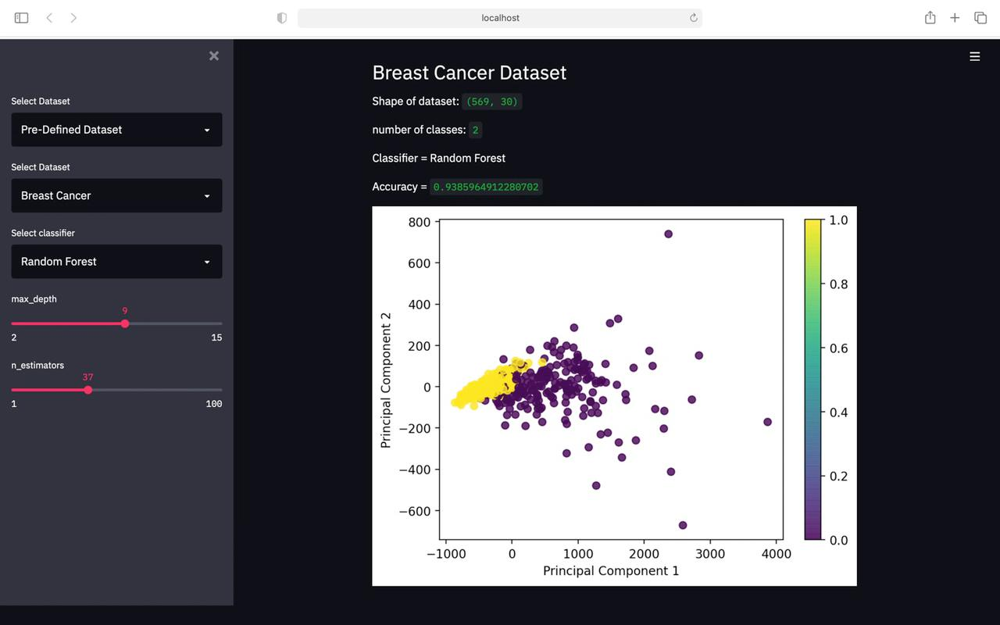 localhost
Select Dataset
Pre-Defined Dataset
Select Dataset
Breast Cancer
Select classifier
Random Forest
max_depth
9
2 15
n_estimators
37
1 100
Breast Cancer Dataset
Shape of dataset: (569, 30)
number of classes: 2
Classifier = Random Forest
Accuracy = 0.9385964912280702
800
600
400
200
0
−200
−400
−600
Principal Component 2
−1000 0 1000 2000 3000 4000
Principal Component 1
1.0
0.8
0.6
0.4
0.2
0.0